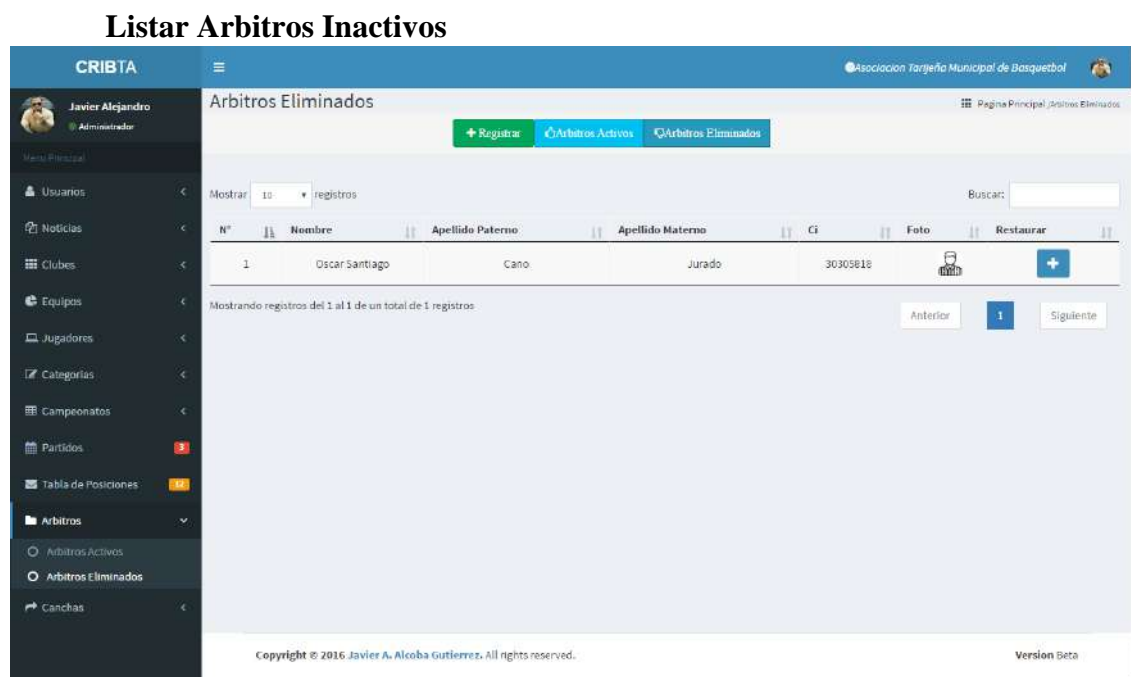 Listar Arbitros Inactivos
CRIBTA
Asociacion Tarijeña Municipal de Basquetbol
Javier Alejandro
Administrador
Menu Principal
Usuarios
Noticias
Clubes
Equipos
Jugadores
Categorias
Campeonatos
Partidos 3
Tabla de Posiciones 12
Arbitros
Arbitros Activos
Arbitros Eliminados
Canchas
Arbitros Eliminados
Pagina Principal /Arbitros Eliminados
+ Registrar Arbitros Activos Arbitros Eliminados
Mostrar 10 registros
Buscar:
N° Nombre Apellido Paterno Apellido Materno Ci Foto Restaurar
1 Oscar Santiago Cano Jurado 30305818 +
Mostrando registros del 1 al 1 de un total de 1 registros
Anterior 1 Siguiente
Copyright © 2016 Javier A. Alcoba Gutierrez. All rights reserved.
Version Beta